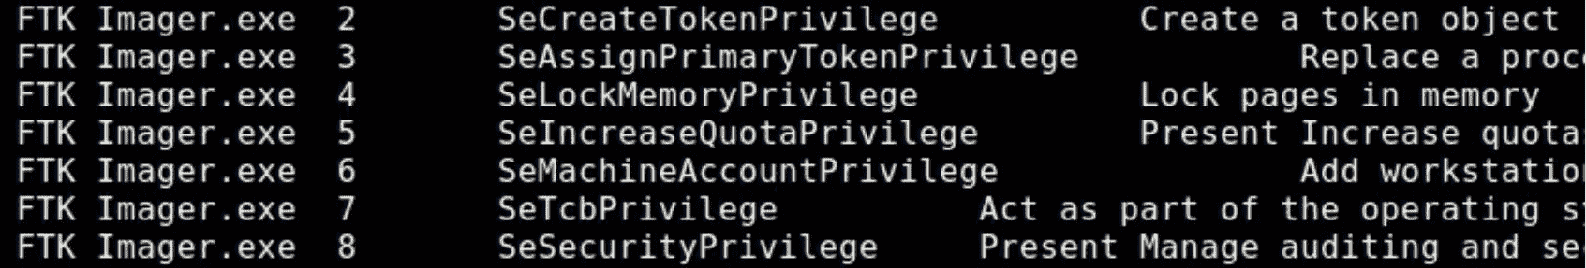 FTK Imager.exe 2 SeCreateTokenPrivilege Create a token object
FTK Imager.exe 3 SeAssignPrimaryTokenPrivilege Replace a
FTK Imager.exe 4 SeLockMemoryPrivilege Lock pages in memory
FTK Imager.exe 5 SeIncreaseQuotaPrivilege Present Increase quota
FTK Imager.exe 6 SeMachineAccountPrivilege Add
FTK Imager.exe 7 SeTcbPrivilege Act as part of the operating
FTK Imager.exe 8 SeSecurityPrivilege Present Manage auditing and